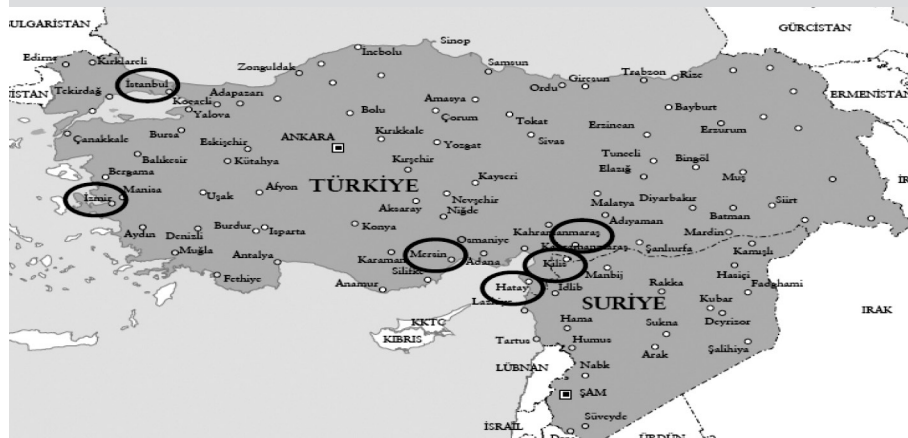 BULGARİSTAN
GÜRCİSTAN
Sinop
İncbolu
Edirne
Kırklareli
Zonguldak
Samsun
Trabzon
Rize
Ordu
Giresun
İstanbul
Tekirdağ
ERMENİSTAN
Kocaeli
Adapazarı
Yalova
Bolu
Amasya
Çorum
Tokat
Bayburt
Çanakkale
Bursa
Eskişehir
ANKARA
Kırıkkale
Yozgat
Sivas
Erzincan
Erzurum
Balıkesir
Kütahya
Kırşehir
Tunceli
Bingöl
Bergama
Kayseri
Elazığ
Muş
TÜRKİYE
İzmir
Manisa
Uşak
Afyon
Nevşehir
Aksaray
Niğde
Malatya
Diyarbakır
Siirt
Batman
Adıyaman
Aydın
Denizli
Burdur
Isparta
Konya
Kahramanmaraş
Mardin
Muğla
Osmaniye
Kahramanmaraş
Şanlıurfa
Kamışlı
Antalya
Karaman
Mersin
Adana
Kilis
Silifke
Manbij
Hasiçi
Fethiye
Anamur
Hatay
İdlib
Rakka
Fadghami
Lazkiye
SURİYE
Kubar
IRAK
KKTC
KIBRIS
Hama
Sukna
Deyrizor
Tartus
Humus
Arak
Şalihiya
LÜBNAN
Nabk
ŞAM
İSRAİL
Süveyde
ÜRDÜN